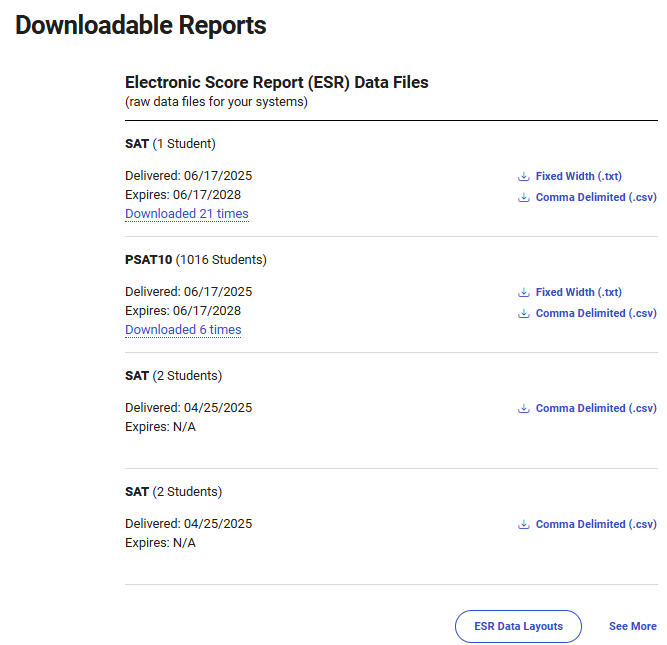 Downloadable Reports
Electronic Score Report (ESR) Data Files
(raw data files for your systems)
SAT (1 Student)
Delivered: 06/17/2025
Expires: 06/17/2028
Downloaded 21 times
Fixed Width (.txt)
Comma Delimited (.csv)
PSAT10 (1016 Students)
Delivered: 06/17/2025
Expires: 06/17/2028
Downloaded 6 times
Fixed Width (.txt)
Comma Delimited (.csv)
SAT (2 Students)
Delivered: 04/25/2025
Expires: N/A
Comma Delimited (.csv)
SAT (2 Students)
Delivered: 04/25/2025
Expires: N/A
Comma Delimited (.csv)
ESR Data Layouts
See More